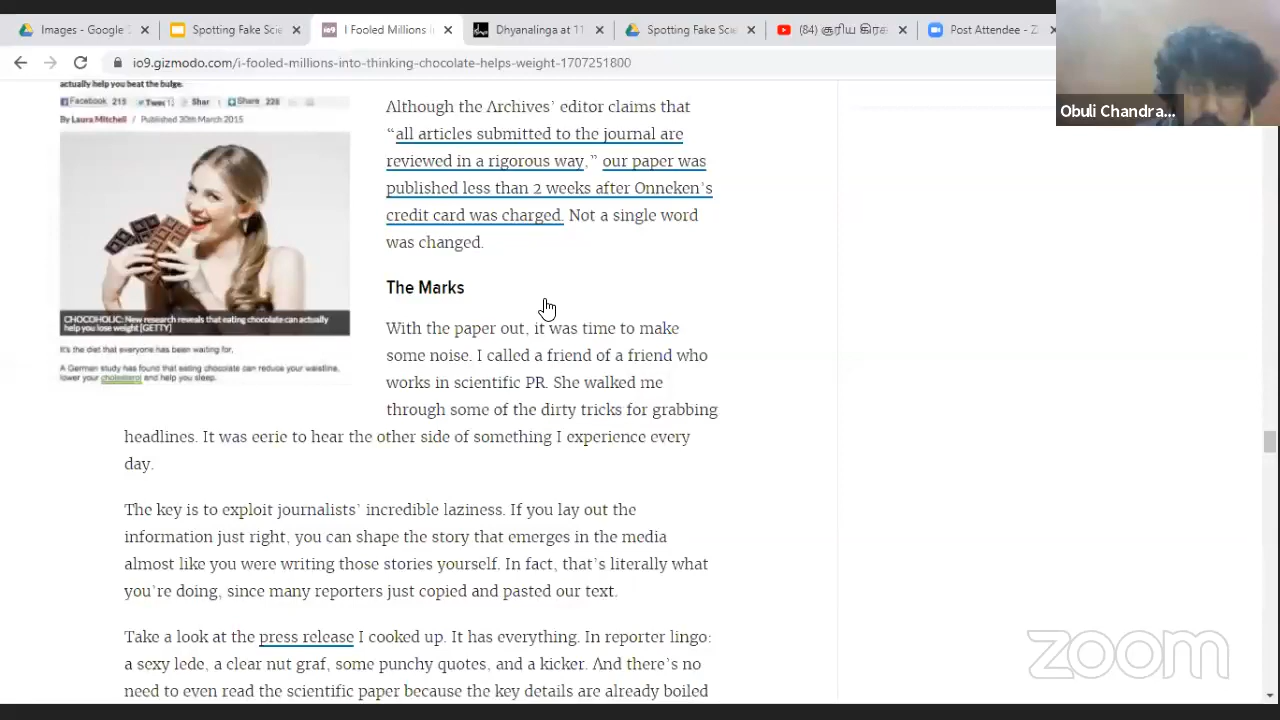 Images - Google
Spotting Fake Scie
I Fooled Millions I
Dhyanalinga at 11
Spotting Fake Scie
(84) சூரிய
Post Attendee - Z
io9.gizmodo.com/i-fooled-millions-into-thinking-chocolate-helps-weight-1707251800
Obuli Chandra...
actually help you beat the bulge.
Facebook 215 Tweet Shar Share 228
By Laura Mitchell / Published 30th March 2015
CHOCOHOLIC: New research reveals that eating chocolate can actually
help you lose weight [GETTY]
It's the diet that everyone has been waiting for.
A German study has found that eating chocolate can reduce your waistline,
lower your cholesterol and help you sleep.
Although the Archives' editor claims that
“all articles submitted to the journal are
reviewed in a rigorous way,” our paper was
published less than 2 weeks after Onneken's
credit card was charged. Not a single word
was changed.
The Marks
With the paper out, it was time to make
some noise. I called a friend of a friend who
works in scientific PR. She walked me
through some of the dirty tricks for grabbing
headlines. It was eerie to hear the other side of something I experience every
day.
The key is to exploit journalists' incredible laziness. If you lay out the
information just right, you can shape the story that emerges in the media
almost like you were writing those stories yourself. In fact, that's literally what
you're doing, since many reporters just copied and pasted our text.
Take a look at the press release I cooked up. It has everything. In reporter lingo:
a sexy lede, a clear nut graf, some punchy quotes, and a kicker. And there's no
need to even read the scientific paper because the key details are already boiled
zoom